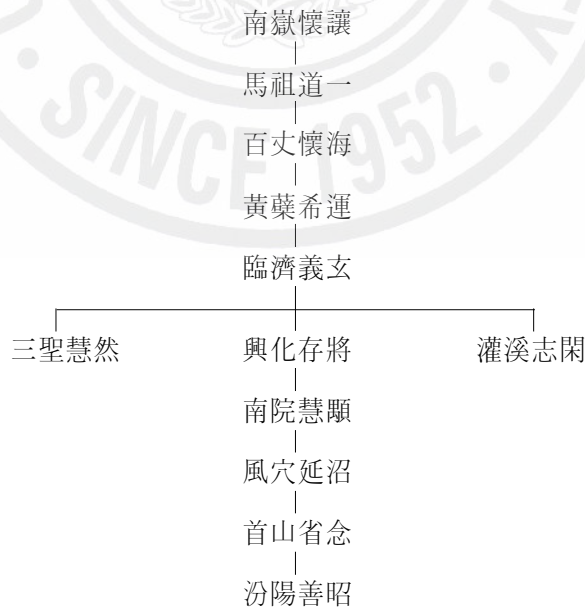 南嶽懷讓
馬祖道一
百丈懷海
黃蘗希運
臨濟義玄
三聖慧然 興化存將 灌溪志閑
南院慧顒
風穴延沼
首山省念
汾陽善昭
SINCE 1952